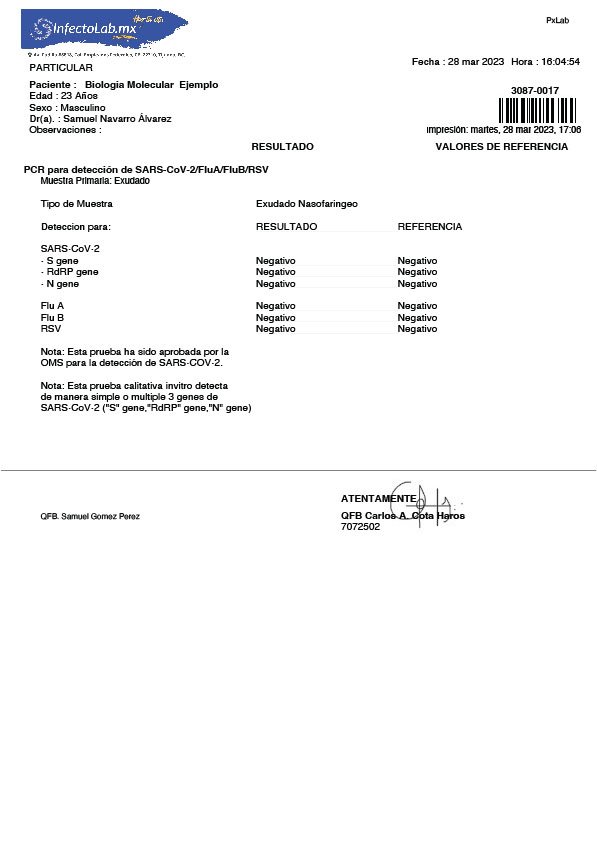 InfectoLab.mx
PxLab
PARTICULAR
Fecha : 28 mar 2023 Hora : 16:04:54
Paciente : Biología Molecular Ejemplo
Edad : 23 Años
Sexo : Masculino
Dr(a). : Samuel Navarro Álvarez
Observaciones :
3087-0017
Impresión: martes, 28 mar 2023, 17:06
RESULTADO VALORES DE REFERENCIA
PCR para detección de SARS-CoV-2/FluA/FluB/RSV
Muestra Primaria: Exudado
Tipo de Muestra Exudado Nasofaringeo
Deteccion para: RESULTADO REFERENCIA
SARS-CoV-2
- S gene Negativo Negativo
- RdRP gene Negativo Negativo
- N gene Negativo Negativo
Flu A Negativo Negativo
Flu B Negativo Negativo
RSV Negativo Negativo
Nota: Esta prueba ha sido aprobada por la
OMS para la detección de SARS-COV-2.
Nota: Esta prueba calitativa invitro detecta
de manera simple o multiple 3 genes de
SARS-CoV-2 ("S" gene,"RdRP" gene,"N" gene)
ATENTAMENTE
QFB. Samuel Gomez Perez
QFB Carlos A. Cota Haros
7072502